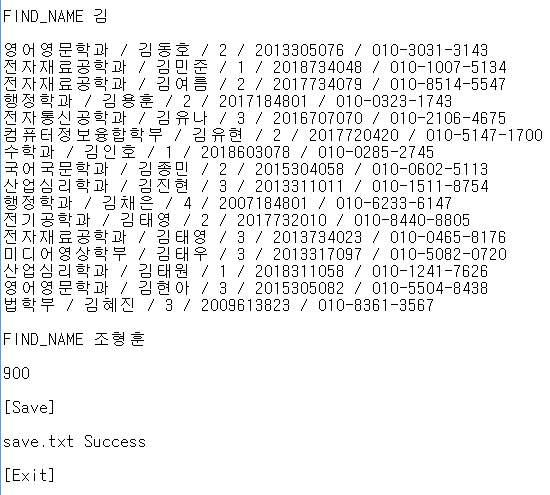 FIND_NAME 김
영어영문학과 / 김동호 / 2 / 2013305076 / 010-3031-3143
전자재료공학과 / 김민준 / 1 / 2018734048 / 010-1007-5134
전자재료공학과 / 김여름 / 2 / 2017734079 / 010-8514-5547
행정학과 / 김용훈 / 2 / 2017184801 / 010-0323-1743
전자통신공학과 / 김유나 / 3 / 2016707070 / 010-2106-4675
컴퓨터정보융합학부 / 김유현 / 2 / 2017720420 / 010-5147-1700
수학과 / 김인호 / 1 / 2018603078 / 010-0285-2745
국어국문학과 / 김종민 / 2 / 2015304058 / 010-0602-5113
산업심리학과 / 김진현 / 3 / 2013311011 / 010-1511-8754
행정학과 / 김채은 / 4 / 2007184801 / 010-6233-6147
전기공학과 / 김태영 / 2 / 2017732010 / 010-8440-8805
전자재료공학과 / 김태영 / 3 / 2013734023 / 010-0465-8176
미디어영상학부 / 김태우 / 3 / 2013317097 / 010-5082-0720
산업심리학과 / 김태원 / 1 / 2018311058 / 010-1241-7626
영어영문학과 / 김현아 / 3 / 2015305082 / 010-5504-8438
법학부 / 김혜진 / 3 / 2009613823 / 010-8361-3567
FIND_NAME 조형훈
900
[Save]
save.txt Success
[Exit]